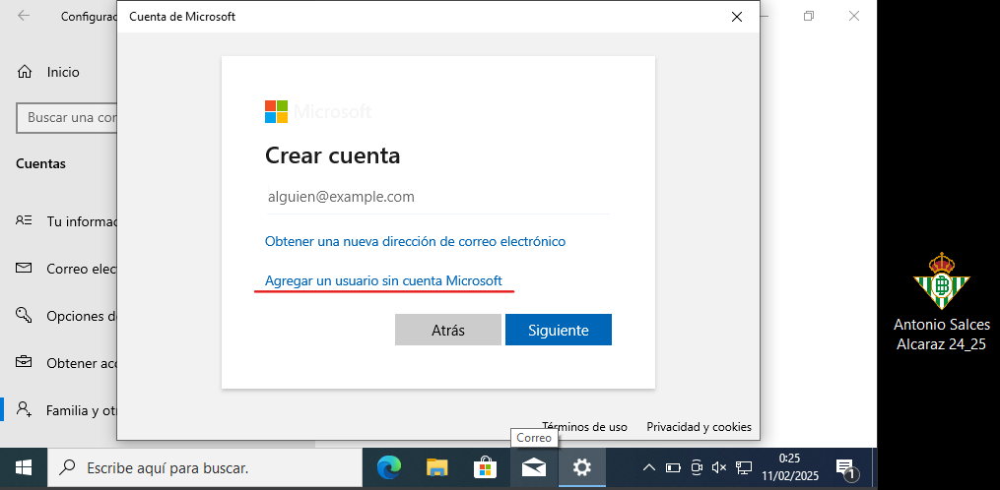 Configurac
Cuenta de Microsoft
Inicio
Buscar una con
Cuentas
Tu informac
Correo elec
Opciones d
Obtener acc
Familia y otr
Microsoft
Crear cuenta
alguien@example.com
Obtener una nueva dirección de correo electrónico
Agregar un usuario sin cuenta Microsoft
Atrás
Siguiente
Términos de uso
Privacidad y cookies
Correo
Escribe aquí para buscar.
0:25
11/02/2025
1
Antonio Salces
Alcaraz 24_25